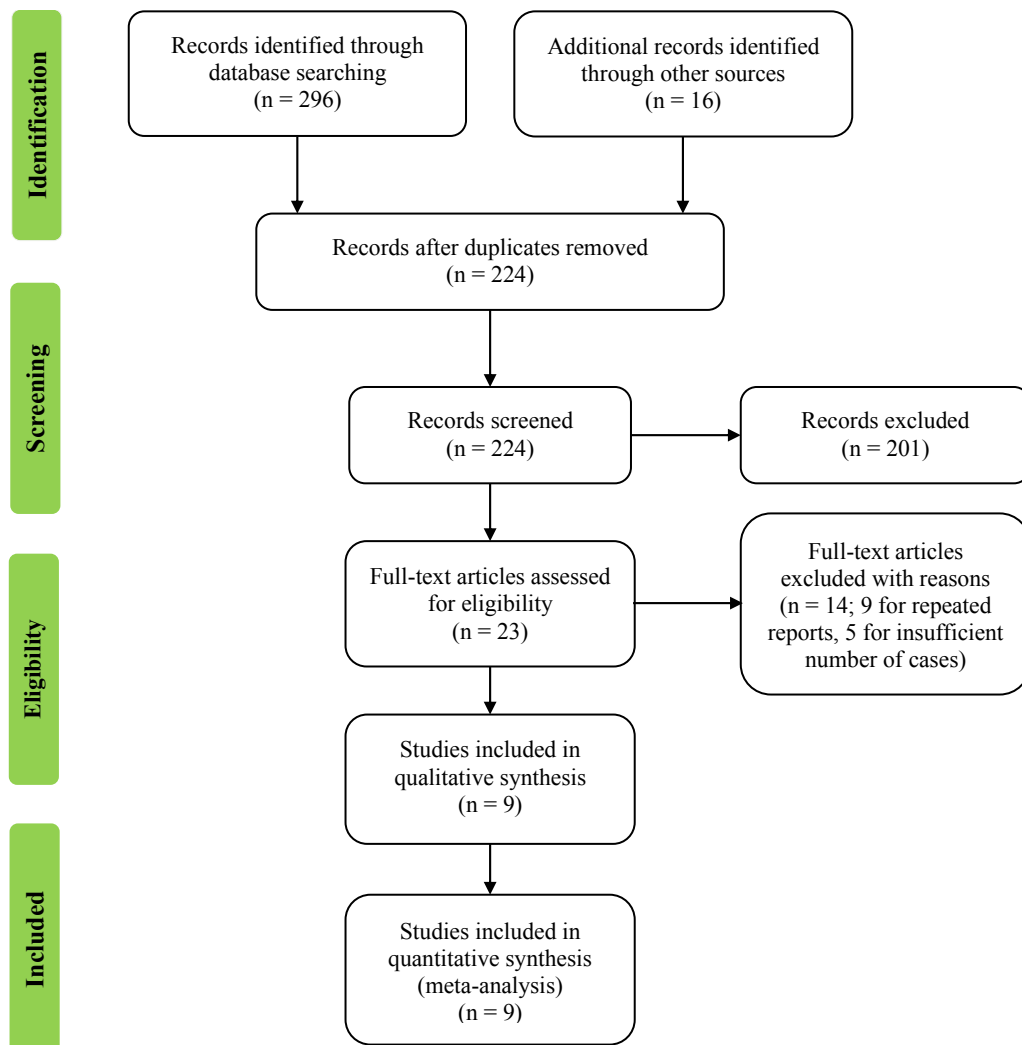 Identification
Records identified through
database searching
(n = 296)
Additional records identified
through other sources
(n = 16)
Records after duplicates removed
(n = 224)
Screening
Records screened
(n = 224)
Records excluded
(n = 201)
Eligibility
Full-text articles assessed
for eligibility
(n = 23)
Full-text articles
excluded with reasons
(n = 14; 9 for repeated
reports, 5 for insufficient
number of cases)
Studies included in
qualitative synthesis
(n = 9)
Included
Studies included in
quantitative synthesis
(meta-analysis)
(n = 9)